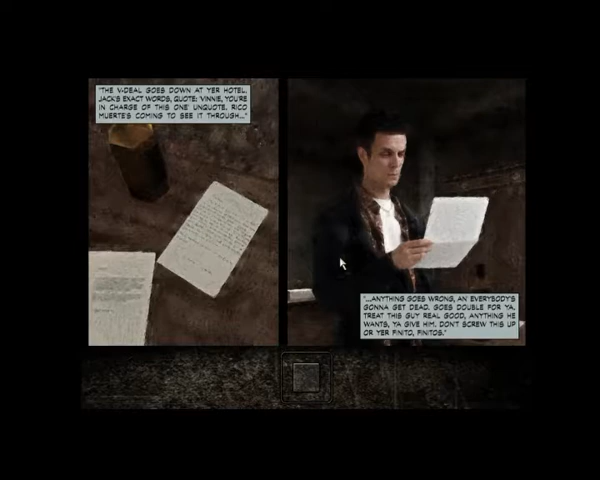 "THE V-DEAL GOES DOWN AT YER HOTEL.
JACK'S EXACT WORDS, QUOTE: 'VINNIE, YOU'RE
IN CHARGE OF THIS ONE' UNQUOTE. RICO
MUERTE'S COMING TO SEE IT THROUGH..."
"...ANYTHING GOES WRONG, AN EVERYBODY'S
GONNA GET DEAD. GOES DOUBLE FOR YA.
TREAT THIS GUY REAL GOOD, ANYTHING HE
WANTS, YA GIVE HIM. DON'T SCREW THIS UP
OR YER FINITO, FINITOS."